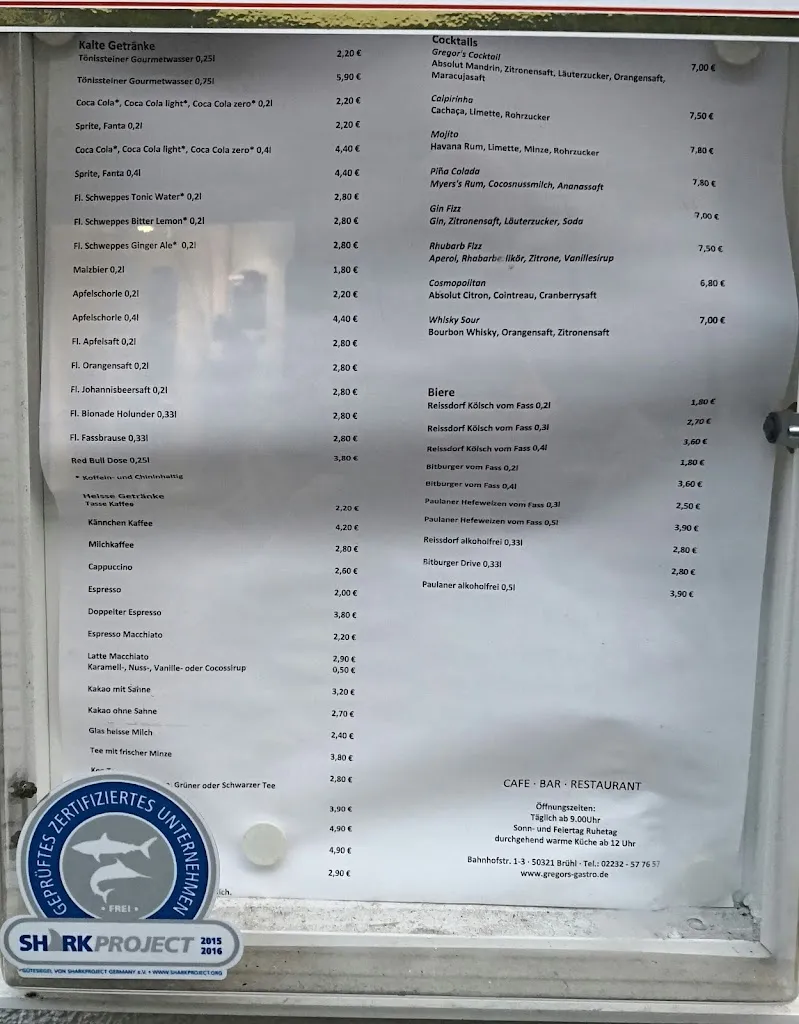 Kalte Getränke
Tönissteiner Gourmetwasser 0,25l 2,20 €
Tönissteiner Gourmetwasser 0,75l 5,90 €
Coca Cola*, Coca Cola light*, Coca Cola zero* 0,2l 2,20 €
Sprite, Fanta 0,2l 2,20 €
Coca Cola*, Coca Cola light*, Coca Cola zero* 0,4l 4,40 €
Sprite, Fanta 0,4l 4,40 €
Fl. Schweppes Tonic Water* 0,2l 2,80 €
Fl. Schweppes Bitter Lemon* 0,2l 2,80 €
Fl. Schweppes Ginger Ale* 0,2l 2,80 €
Malzbier 0,2l 1,80 €
Apfelschorle 0,2l 2,20 €
Apfelschorle 0,4l 4,40 €
Fl. Apfelsaft 0,2l 2,80 €
Fl. Orangensaft 0,2l 2,80 €
Fl. Johannisbeersaft 0,2l 2,80 €
Fl. Bionade Holunder 0,33l 2,80 €
Fl. Fassbrause 0,33l 2,80 €
Red Bull Dose 0,25l 3,80 €
* Koffein- und Chininhaltig
Heisse Getränke
Tasse Kaffee 2,20 €
Kännchen Kaffee 4,20 €
Milchkaffee 2,80 €
Cappuccino 2,60 €
Espresso 2,00 €
Doppelter Espresso 3,80 €
Espresso Macchiato 2,20 €
Latte Macchiato 2,90 €
Karamell-, Nuss-, Vanille- oder Cocossirup 0,50 €
Kakao mit Sahne 3,20 €
Kakao ohne Sahne 2,70 €
Glas heisse Milch 2,40 €
Tee mit frischer Minze 3,80 €
Grüner oder Schwarzer Tee 2,80 €
3,90 €
4,90 €
4,90 €
2,90 €
Cocktails
Gregor's Cocktail 7,00 €
Absolut Mandrin, Zitronensaft, Läuterzucker, Orangensaft,
Maracujasaft
Caipirinha 7,50 €
Cachaça, Limette, Rohrzucker
Mojito 7,80 €
Havana Rum, Limette, Minze, Rohrzucker
Piña Colada 7,80 €
Myers's Rum, Cocosnussmilch, Ananassaft
Gin Fizz 7,00 €
Gin, Zitronensaft, Läuterzucker, Soda
Rhubarb Fizz 7,50 €
Aperol, Rhabarbe likör, Zitrone, Vanillesirup
Cosmopolitan 6,80 €
Absolut Citron, Cointreau, Cranberrysaft
Whisky Sour 7,00 €
Bourbon Whisky, Orangensaft, Zitronensaft
Biere
Reissdorf Kölsch vom Fass 0,2l 1,80 €
Reissdorf Kölsch vom Fass 0,3l 2,70 €
Reissdorf Kölsch vom Fass 0,4l 3,60 €
Bitburger vom Fass 0,2l 1,80 €
Bitburger vom Fass 0,4l 3,60 €
Paulaner Hefeweizen vom Fass 0,3l 2,50 €
Paulaner Hefeweizen vom Fass 0,5l 3,90 €
Reissdorf alkoholfrei 0,33l 2,80 €
Bitburger Drive 0,33l 2,80 €
Paulaner alkoholfrei 0,5l 3,90 €
CAFE · BAR · RESTAURANT
Öffnungszeiten:
Täglich ab 9.00Uhr
Sonn- und Feiertag Ruhetag
durchgehend warme Küche ab 12 Uhr
Bahnhofstr. 1-3 · 50321 Brühl · Tel.: 02232 - 57 76 57
www.gregors-gastro.de
GEPRÜFTES ZERTIFIZIERTES UNTERNEHMEN
· FREI ·
SHARKPROJECT 2015
2016
GÜTESIEGEL VON SHARKPROJECT GERMANY e.V. • WWW.SHARKPROJECT.ORG